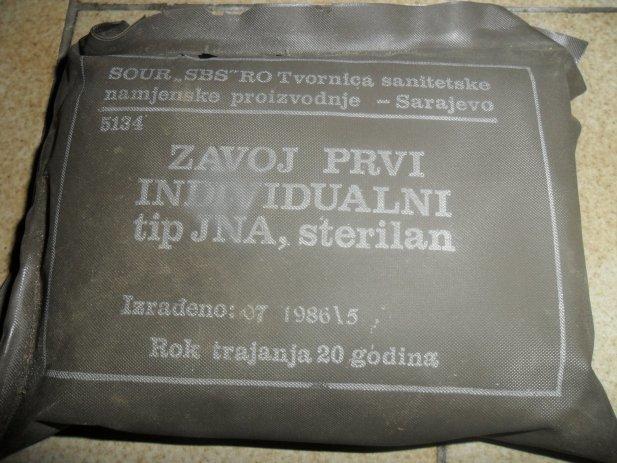 SOUR „SBS” RO Tvornica sanitetske
namjenske proizvodnje - Sarajevo
5134
ZAVOJ PRVI
INDIVIDUALNI
tip JNA, sterilan
Izrađeno: 07 1986\5
Rok trajanja 20 godina